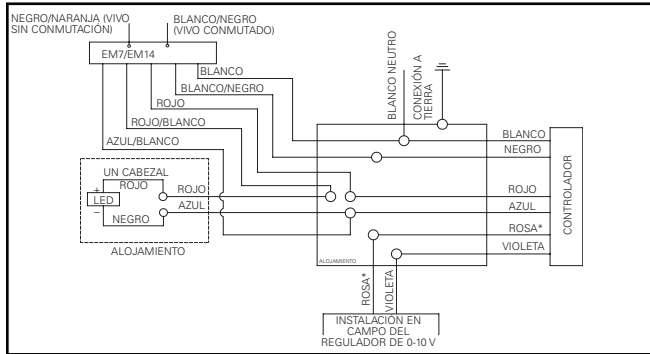 NEGRO/NARANJA (VIVO
SIN CONMUTACIÓN)
BLANCO/NEGRO
(VIVO CONMUTADO)
EM7/EM14
BLANCO
BLANCO/NEGRO
ROJO
ROJO/BLANCO
AZUL/BLANCO
BLANCO NEUTRO
CONEXIÓN A
TIERRA
BLANCO
NEGRO
UN CABEZAL
ROJO
+
LED
−
NEGRO
ROJO
AZUL
ALOJAMIENTO
ROJO
AZUL
ROSA*
VIOLETA
CONTROLADOR
ALOJAMIENTO
ROSA*
VIOLETA
INSTALACIÓN EN
CAMPO DEL
REGULADOR DE 0-10 V